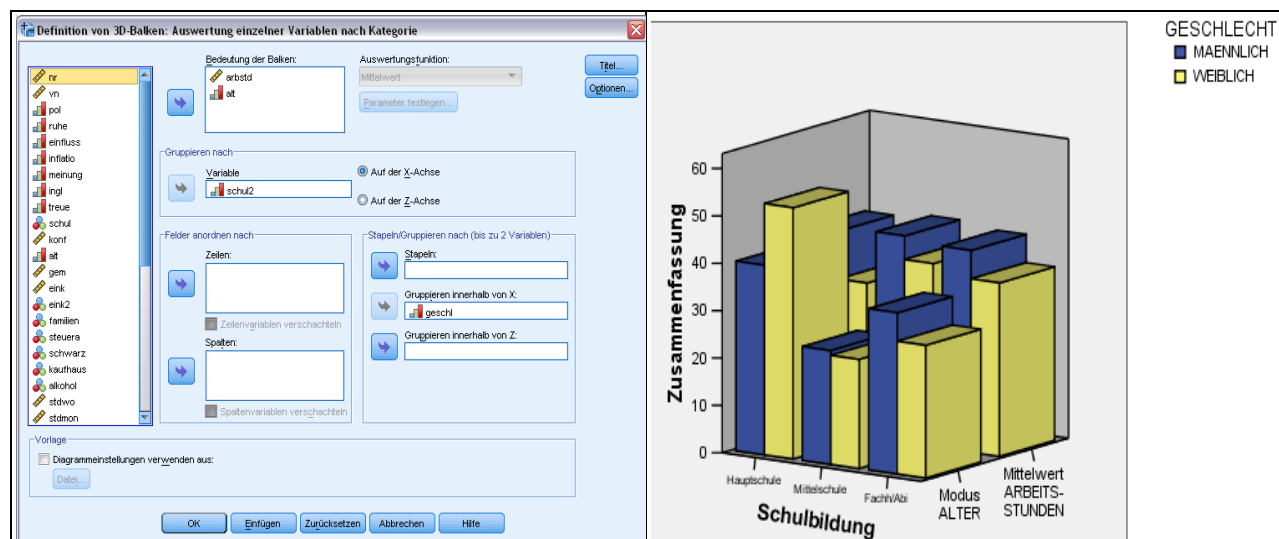 Definition von 3D-Balken: Auswertung einzelner Variablen nach Kategorie
nr
vn
pol
ruhe
einfluss
inflatio
meinung
ingl
treue
schul
konf
alt
gem
eink
eink2
familien
steuera
schwarz
kaufhaus
alkohol
stdwo
stdmon
Bedeutung der Balken:
arbstd
alt
Auswertungsfunktion:
Mittelwert
Parameter festlegen...
Titel...
Optionen...
Gruppieren nach
Variable
schul2
Auf der X-Achse
Auf der Z-Achse
Felder anordnen nach
Zeilen:
Zeilenvariablen verschachteln
Spalten:
Spaltenvariablen verschachteln
Stapeln/Gruppieren nach (bis zu 2 Variablen)
Stapeln:
Gruppieren innerhalb von X:
geschl
Gruppieren innerhalb von Z:
Vorlage
Diagrammeinstellungen verwenden aus:
Datei...
OK
Einfügen
Zurücksetzen
Abbrechen
Hilfe
GESCHLECHT
MAENNLICH
WEIBLICH
Zusammenfassung
60
50
40
30
20
10
0
Hauptschule
Mittelschule
Fachh/Abi
Schulbildung
Modus
ALTER
Mittelwert
ARBEITS-
STUNDEN